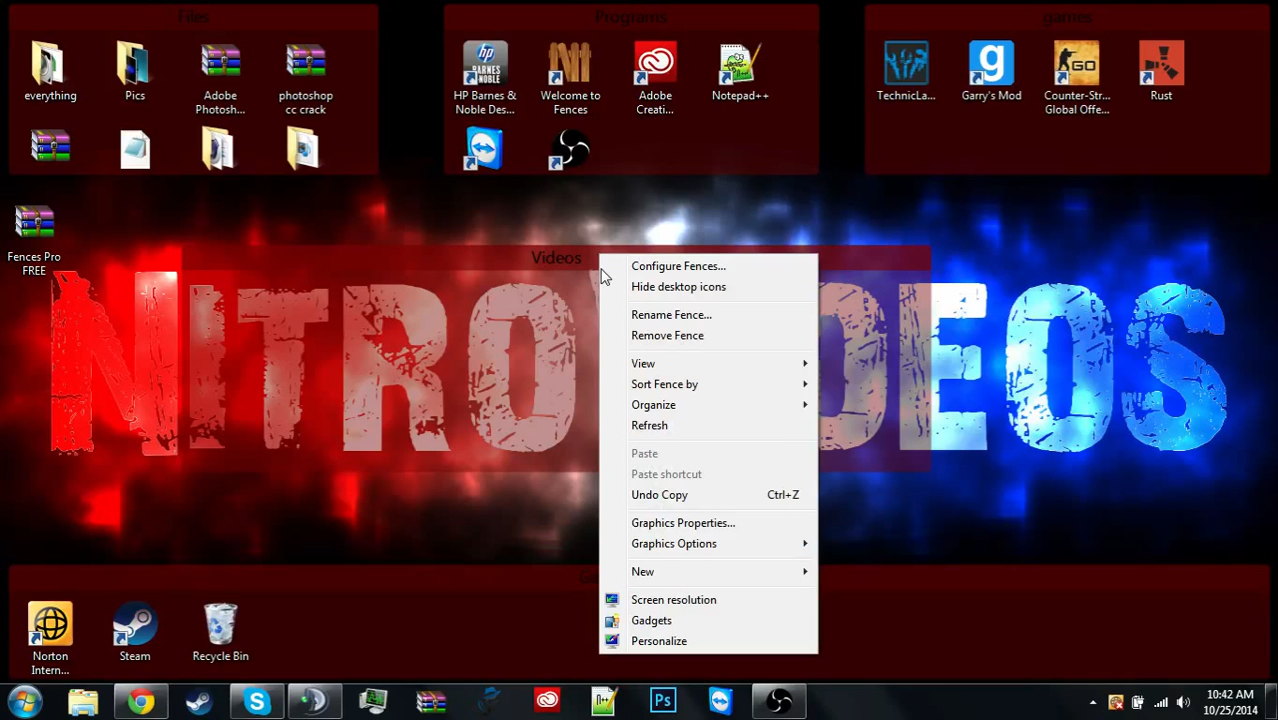 Files
Programs
games
everything
Pics
Adobe
Photosh...
photoshop
cc crack
HP Barnes &
Noble Des...
Welcome to
Fences
Adobe
Creati...
Notepad++
TechnicLa...
Garry's Mod
Counter-Str...
Global Offe...
Rust
Fences Pro
FREE
Videos
Configure Fences...
Hide desktop icons
Rename Fence...
Remove Fence
View
Sort Fence by
Organize
Refresh
Paste
Paste shortcut
Undo Copy Ctrl+Z
Graphics Properties...
Graphics Options
New
Screen resolution
Gadgets
Personalize
Norton
Intern...
Steam
Recycle Bin
10:42 AM
10/25/2014